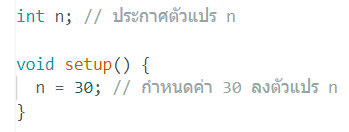 int n; // ประกาศตัวแปร n
void setup() {
n = 30; // กำหนดค่า 30 ลงตัวแปร n
}